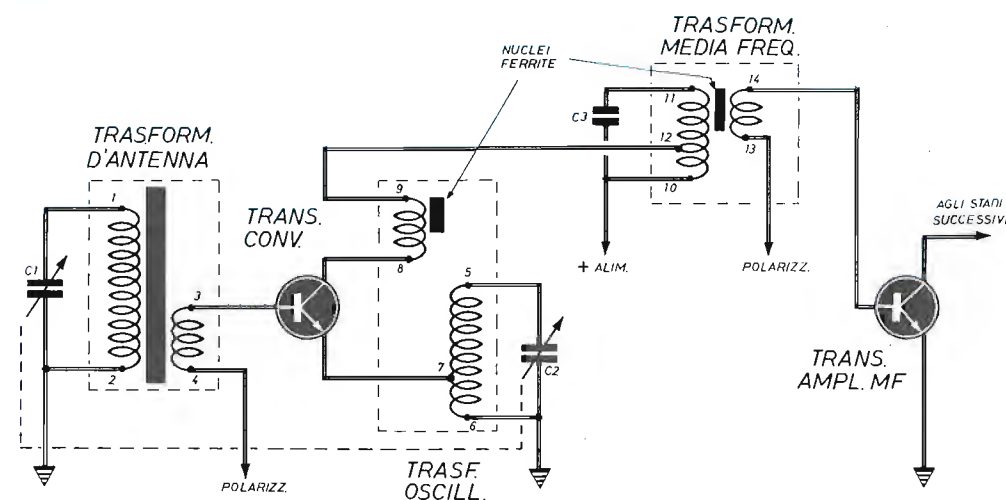 TRASFORM.
MEDIA FREQ.
NUCLEI
FERRITE
11
14
C3
12
13
10
TRASFORM.
D'ANTENNA
1
C1
3
2
4
TRANS.
CONV.
9
8
5
7
C2
6
+ ALIM.
POLARIZZ.
AGLI STADI
SUCCESSIVI
TRANS.
AMPL. MF
POLARIZZ.
TRASF.
OSCILL.